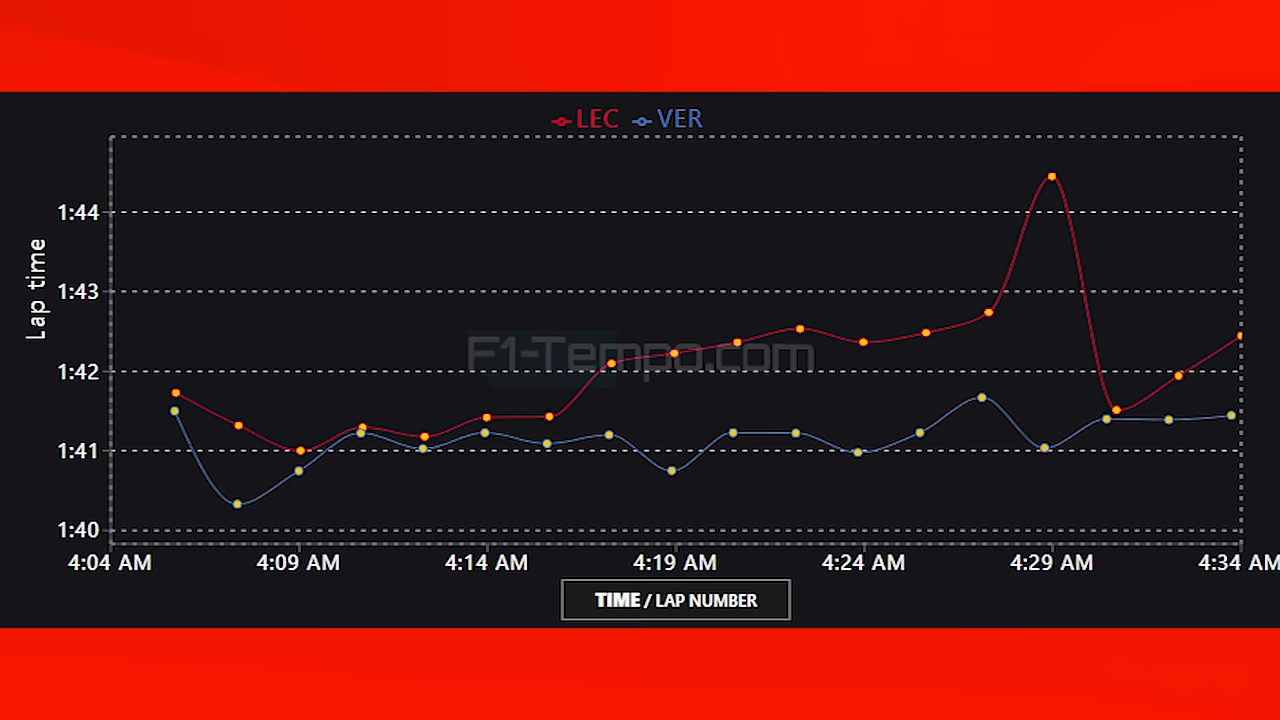 LEC VER
1:44
1:43
1:42
1:41
1:40
Lap time
F1-Tempo.com
4:04 AM 4:09 AM 4:14 AM 4:19 AM 4:24 AM 4:29 AM 4:34 AM
TIME / LAP NUMBER